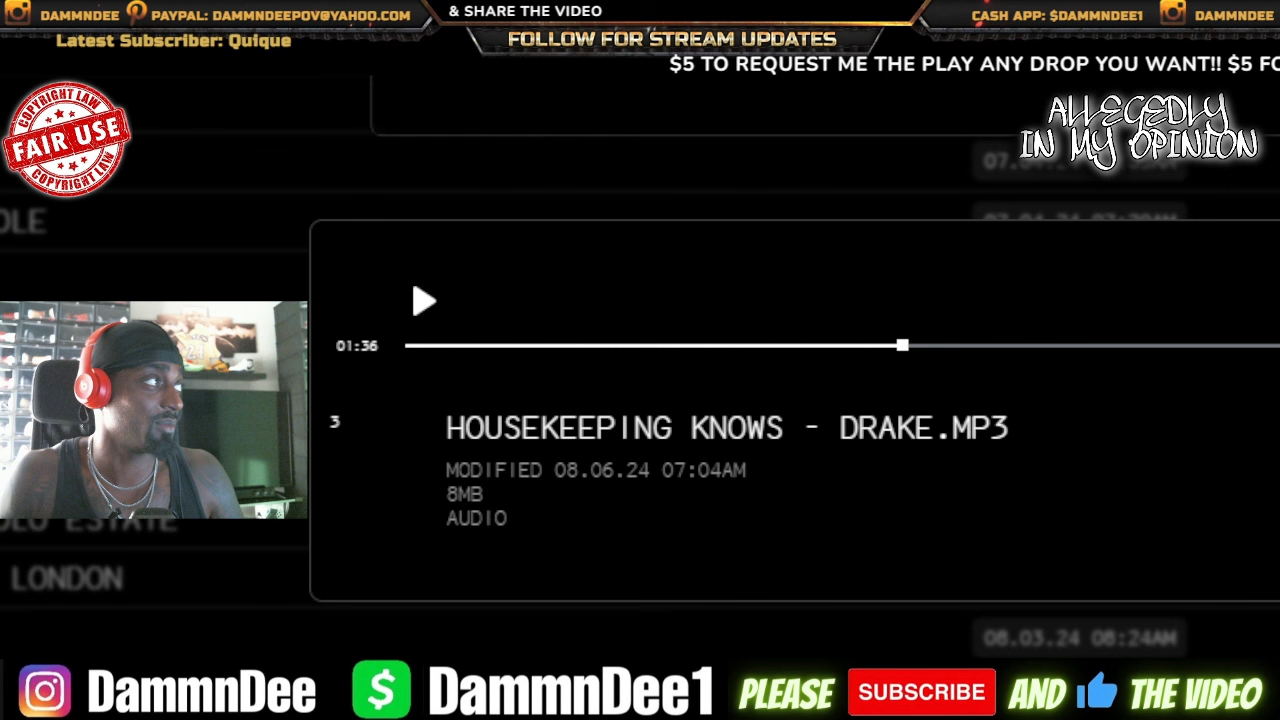 DAMMNDEE PAYPAL: DAMMNDEEPOV@YAHOO.COM
& SHARE THE VIDEO
CASH APP: $DAMMNDEE1 DAMMNDEE
Latest Subscriber: Quique
FOLLOW FOR STREAM UPDATES
$5 TO REQUEST ME THE PLAY ANY DROP YOU WANT!! $5 FO
COPYRIGHT LAW
FAIR USE
COPYRIGHT LAW
ALLEGEDLY
IN MY OPINION
OLE
01:36
3
HOUSEKEEPING KNOWS - DRAKE.MP3
MODIFIED 08.06.24 07:04AM
8MB
AUDIO
24
ESTATE
LONDON
08.03.24 08:24AM
DammnDee
$
DammnDee1
PLEASE
SUBSCRIBE
AND
THE VIDEO